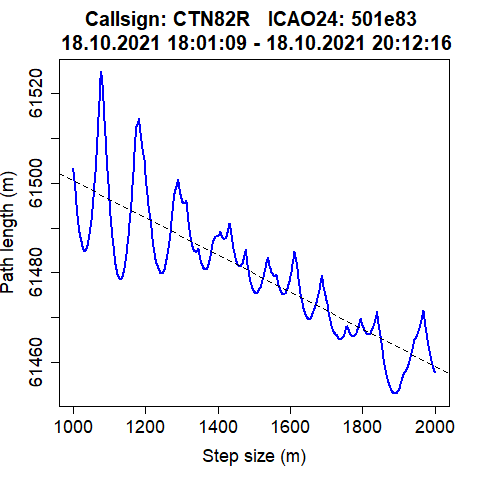 Callsign: CTN82R   ICAO24: 501e83
18.10.2021 18:01:09 - 18.10.2021 20:12:16
Path length (m)
61520
61500
61480
61460
1000 1200 1400 1600 1800 2000
Step size (m)